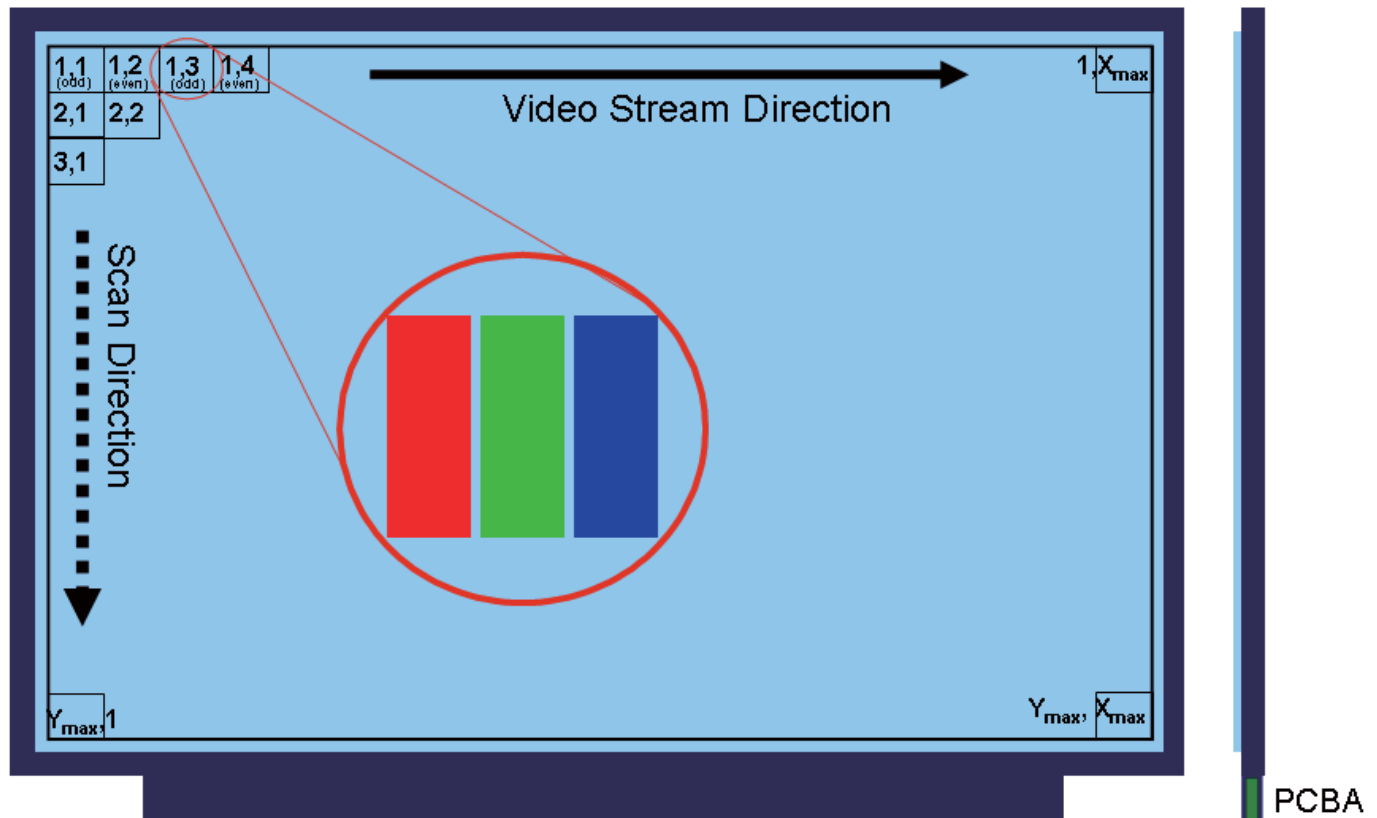 1,1 1,2 1,3 1,4 1,Xmax
(odd) (even) (odd) (even)
Video Stream Direction
2,1 2,2
3,1
Scan Direction
Ymax,1 Ymax, Xmax
PCBA